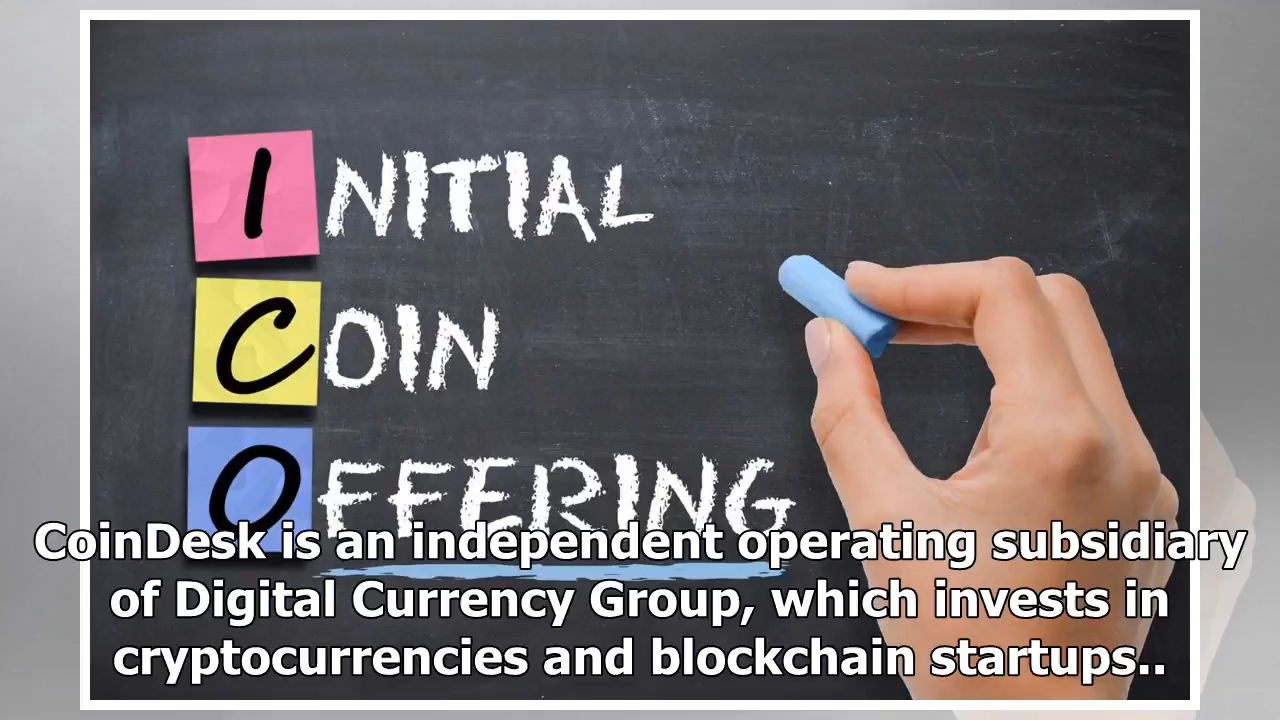 INITIAL
COIN
OFFERING
CoinDesk is an independent operating subsidiary
of Digital Currency Group, which invests in
cryptocurrencies and blockchain startups..